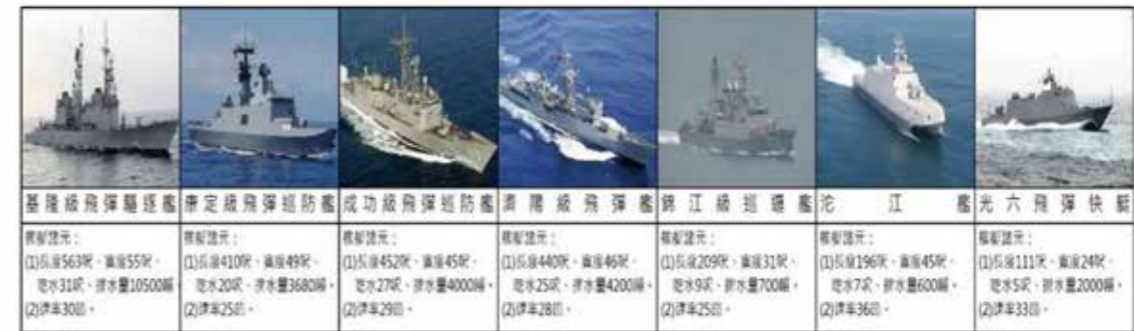 基隆級飛彈驅逐艦
康定級飛彈巡防艦
成功級飛彈巡防艦
濟陽級飛彈艦
錦江級巡邏艦
沱江艦
光六飛彈快艇
艦艇諸元：
(1)長度563呎、寬度55呎、
吃水31呎、排水量10500噸。
(2)速率30節。
艦艇諸元：
(1)長度410呎、寬度49呎、
吃水20呎、排水量3680噸。
(2)速率25節。
艦艇諸元：
(1)長度452呎、寬度45呎、
吃水27呎、排水量4000噸。
(2)速率29節。
艦艇諸元：
(1)長度440呎、寬度46呎、
吃水25呎、排水量4200噸。
(2)速率28節。
艦艇諸元：
(1)長度209呎、寬度31呎、
吃水9呎、排水量700噸。
(2)速率25節。
艦艇諸元：
(1)長度196呎、寬度45呎、
吃水7呎、排水量600噸。
(2)速率36節。
艦艇諸元：
(1)長度111呎、寬度24呎、
吃水5呎、排水量2000噸。
(2)速率33節。